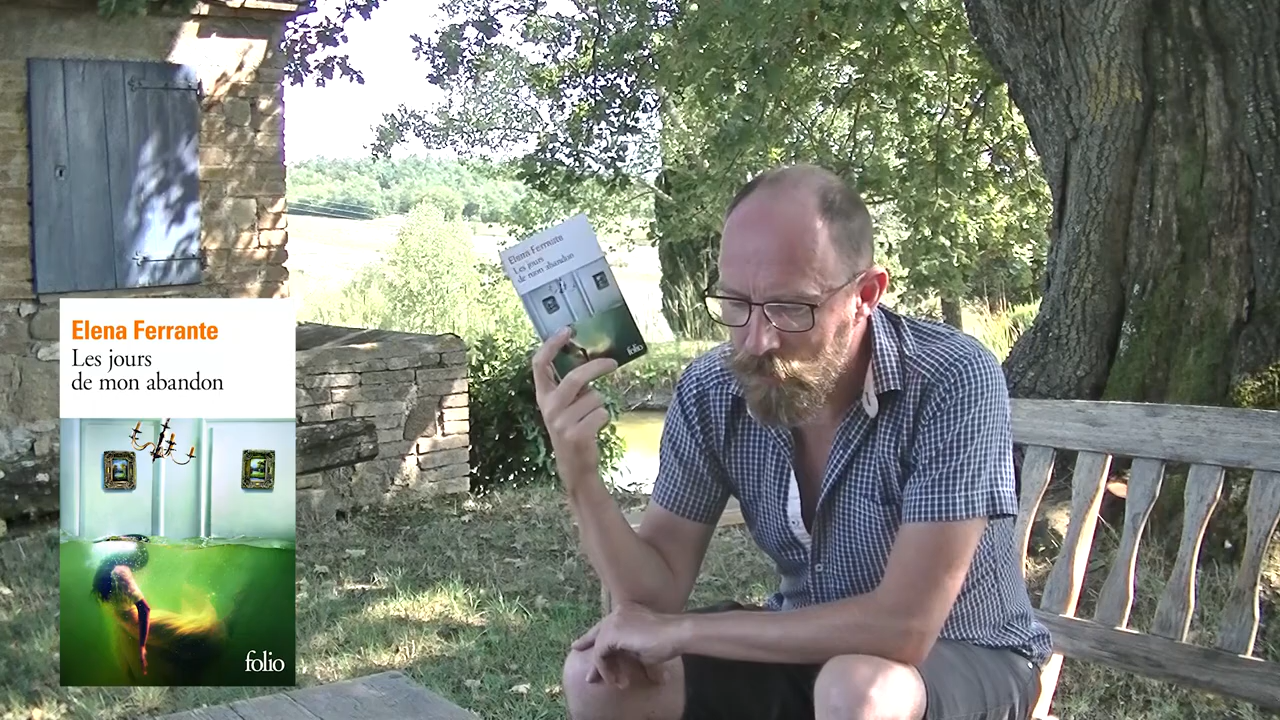 Elena Ferrante
Les jours
de mon abandon
folio
Elena Ferrante
Les jours
de mon abandon
folio